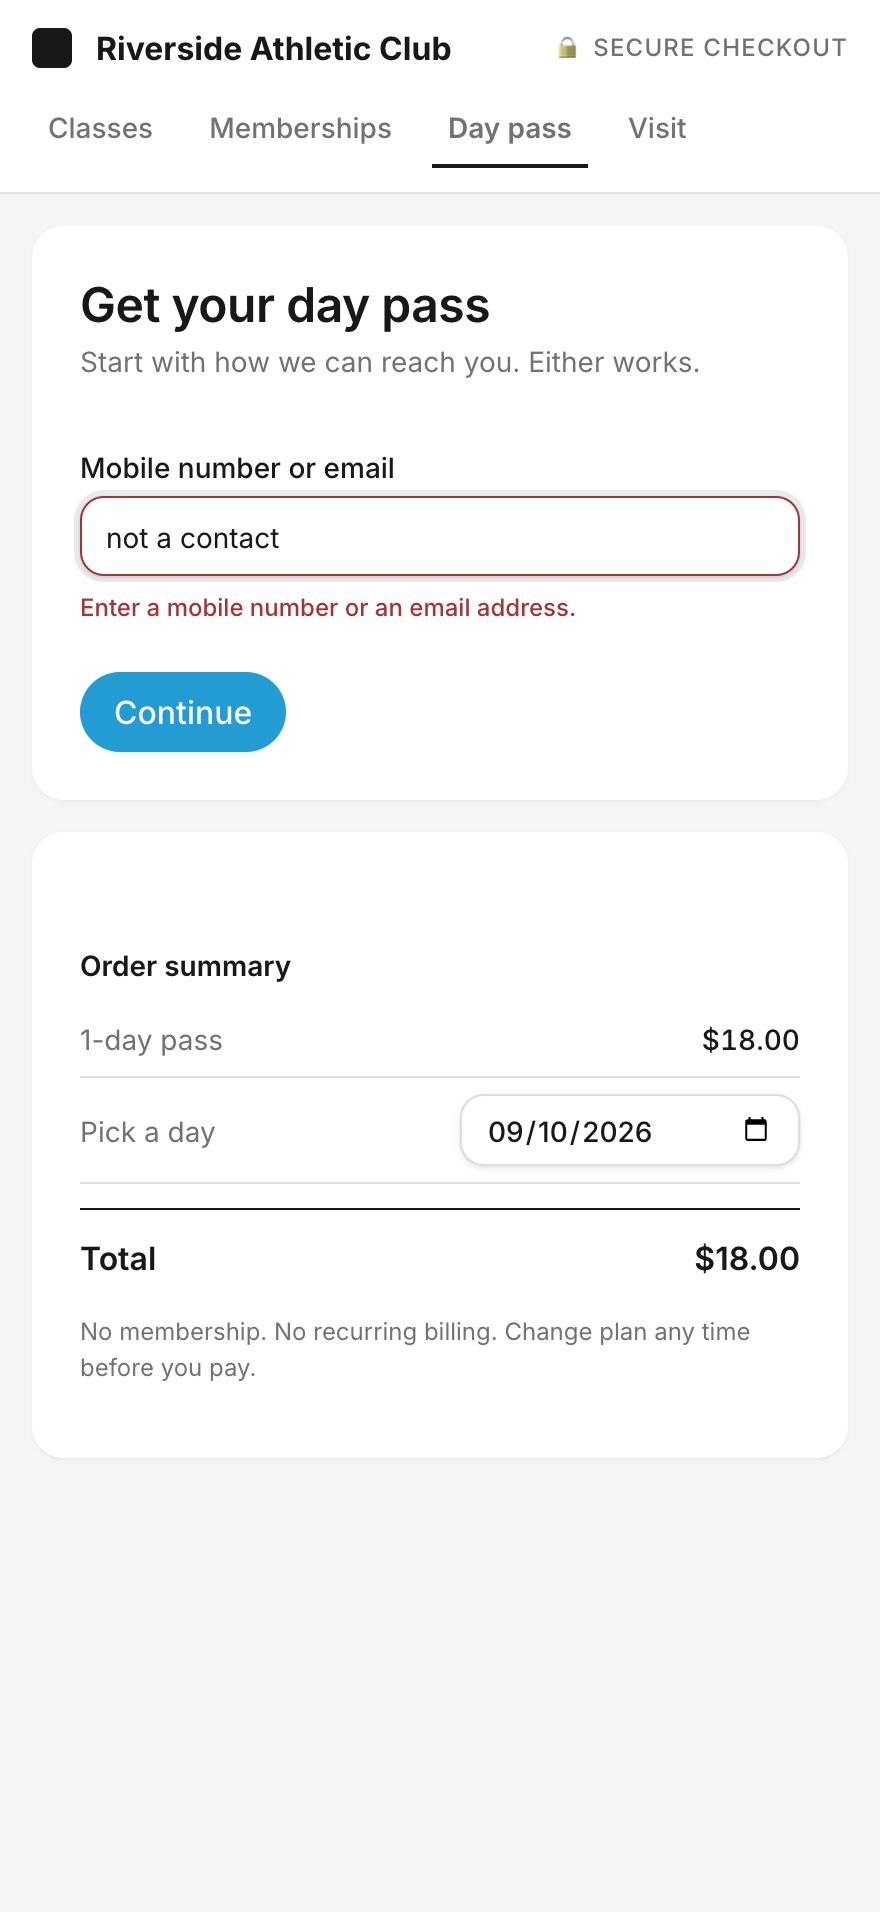 Riverside Athletic Club
SECURE CHECKOUT
Classes Memberships Day pass Visit
Get your day pass
Start with how we can reach you. Either works.
Mobile number or email
not a contact
Enter a mobile number or an email address.
Continue
Order summary
1-day pass $18.00
Pick a day 09/10/2026
Total $18.00
No membership. No recurring billing. Change plan any time
before you pay.